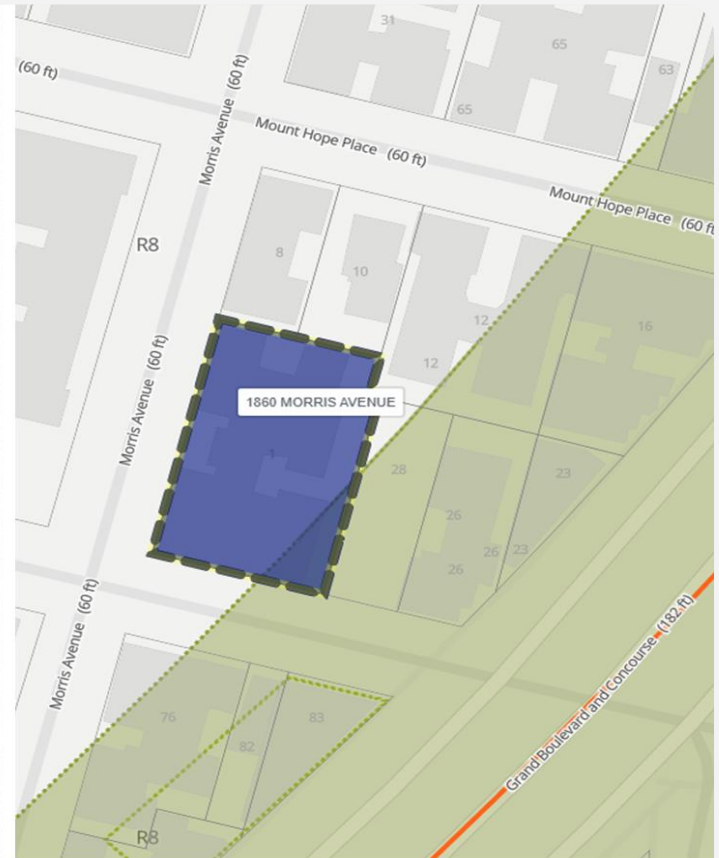 31
65
63
65
(60 ft)
Morris Avenue (60 ft)
Mount Hope Place (60 ft)
Mount Hope Place (60 ft
R8
8
10
12
16
12
Morris Avenue (60 ft)
1860 MORRIS AVENUE
1
28
23
26
26
23
26
Morris Avenue (60 ft)
Grand Boulevard and Concourse (182 ft)
76
83
82
R8